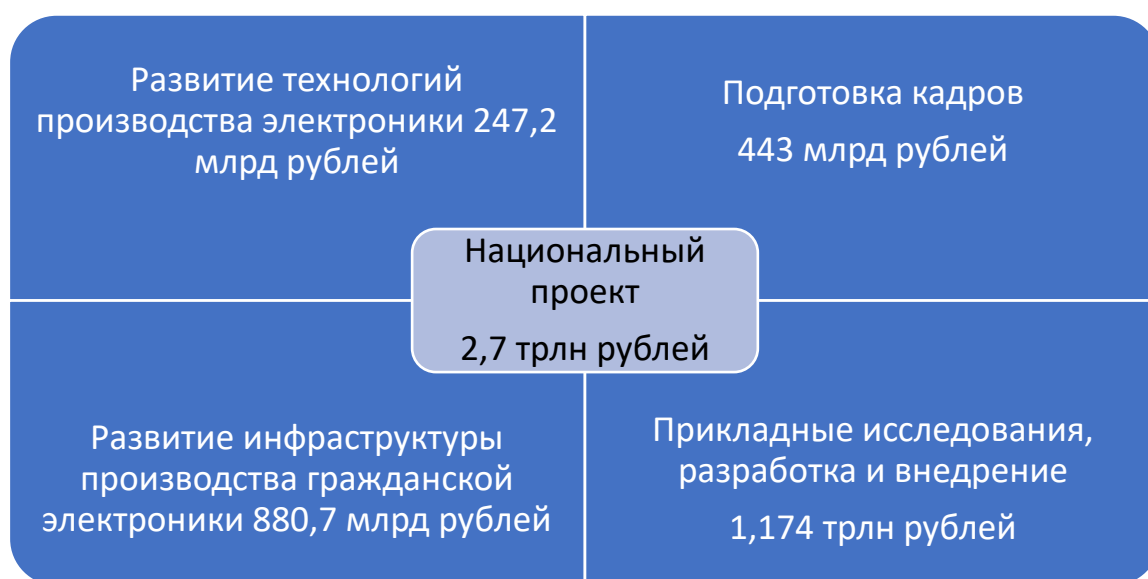 Развитие технологий
производства электроники 247,2
млрд рублей
Подготовка кадров
443 млрд рублей
Национальный
проект
2,7 трлн рублей
Развитие инфраструктуры
производства гражданской
электроники 880,7 млрд рублей
Прикладные исследования,
разработка и внедрение
1,174 трлн рублей